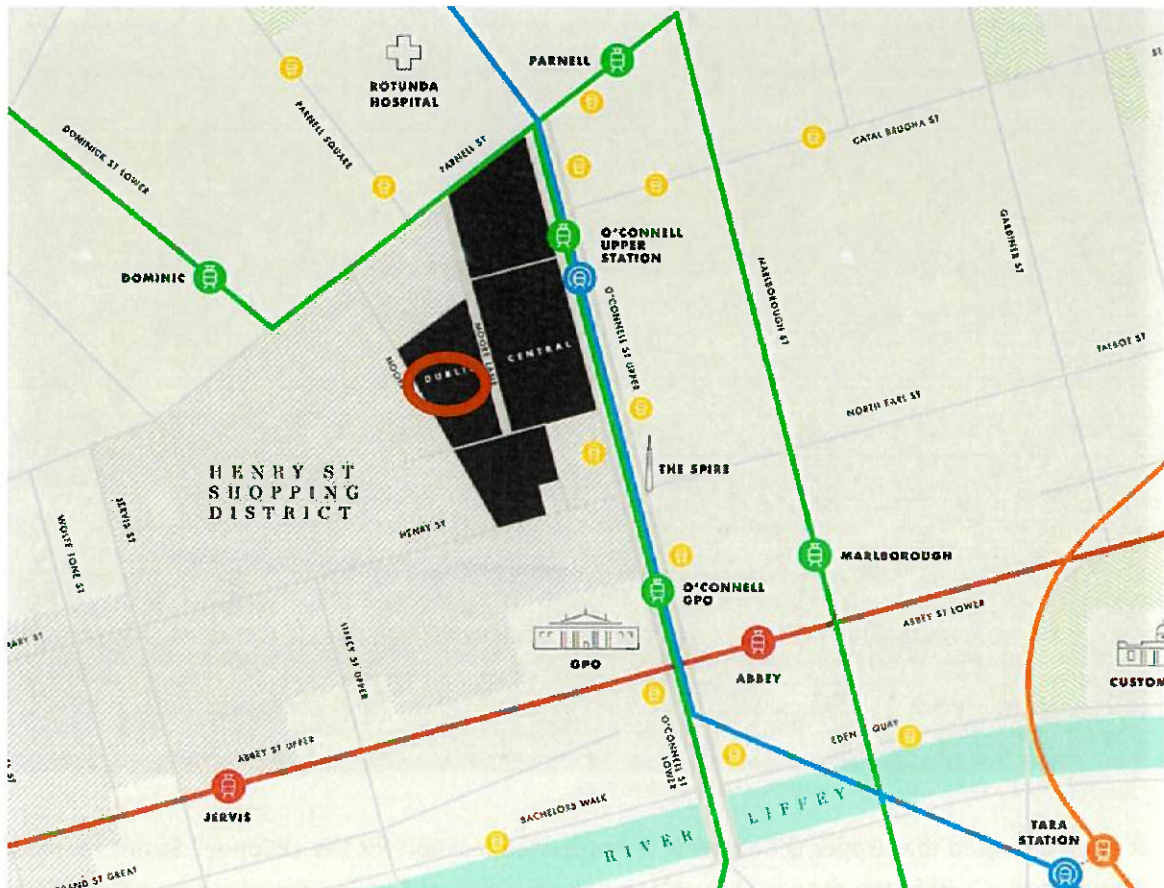 PARNELL
ROTUNDA
HOSPITAL
DOMINICK ST LOWER
PARNELL SQUARE
PARNELL ST
CATAL BRUGHA ST
GARDINER ST
O'CONNELL
UPPER
STATION
DOMINIC
MARLBOROUGH ST
O'CONNELL ST UPPER
TALBOT ST
MOORE LANE
CENTRAL
NORTH EARL ST
THE SPIRE
HENRY ST
SHOPPING
DISTRICT
JERVIS ST
WOLFE TONE ST
HENRY ST
MARLBOROUGH
O'CONNELL
GPO
ABBEY ST LOWER
LIFFEY ST UPPER
GPO
ABBEY
O'CONNELL ST
LOWER
EDEN QUAY
ABBEY ST UPPER
JERVIS
BACHELORS WALK
RIVER LIFFEY
TARA
STATION